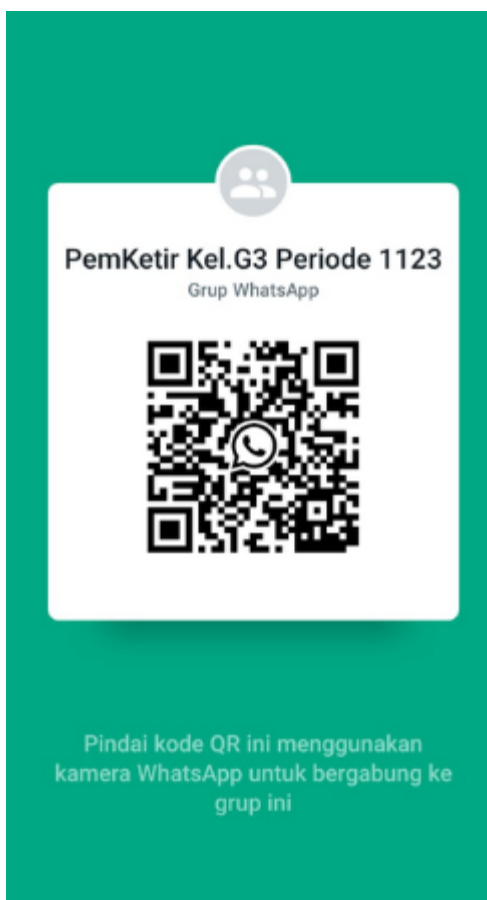 PemKetir Kel.G3 Periode 1123
Grup WhatsApp
Pindai kode QR ini menggunakan
kamera WhatsApp untuk bergabung ke
grup ini